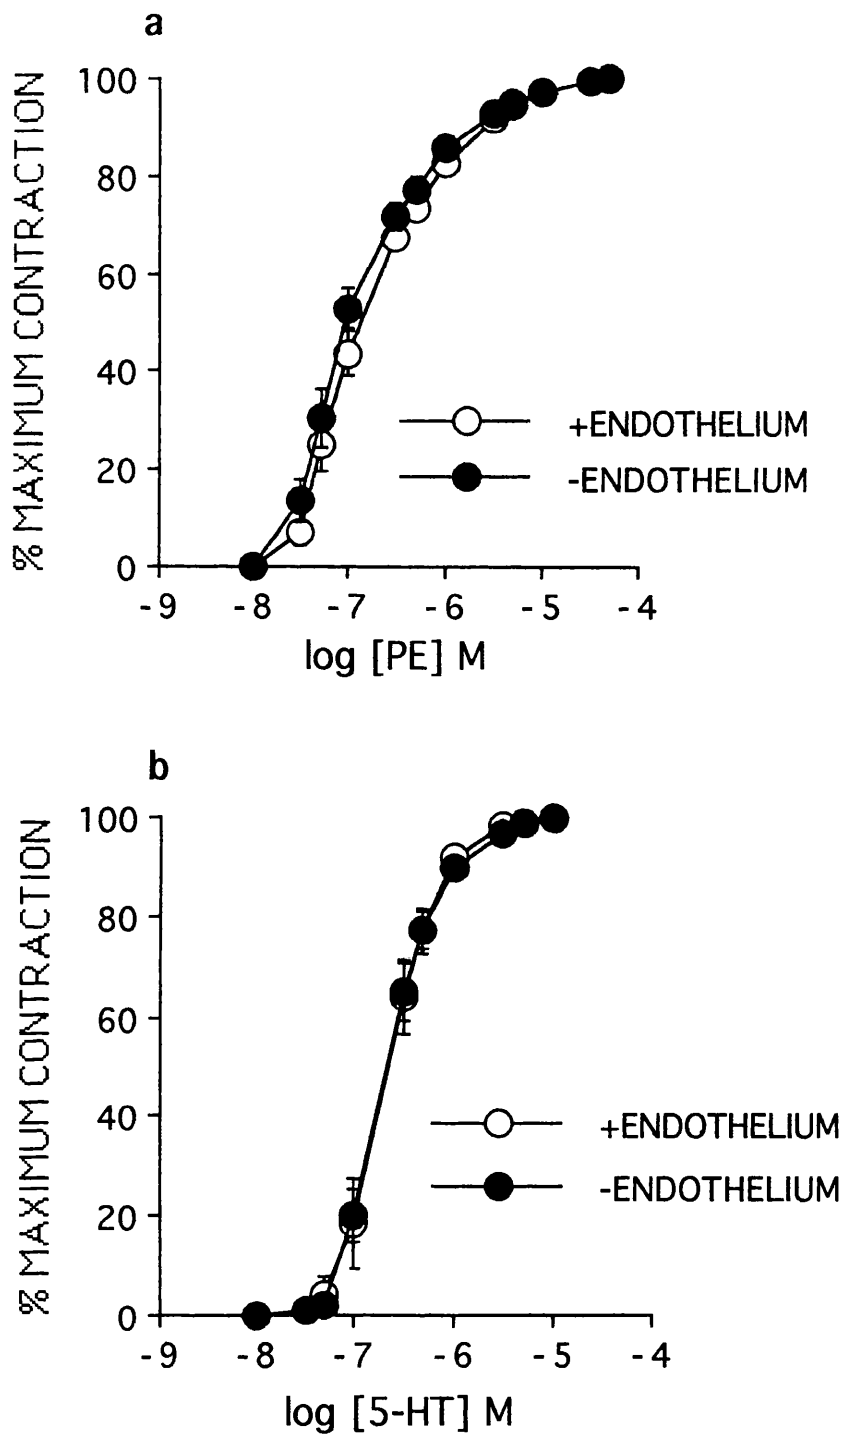 a
% MAXIMUM CONTRACTION
100
80
60
40
20
0
+ENDOTHELIUM
-ENDOTHELIUM
-9 -8 -7 -6 -5 -4
log [PE] M
b
% MAXIMUM CONTRACTION
100
80
60
40
20
0
+ENDOTHELIUM
-ENDOTHELIUM
-9 -8 -7 -6 -5 -4
log [5-HT] M